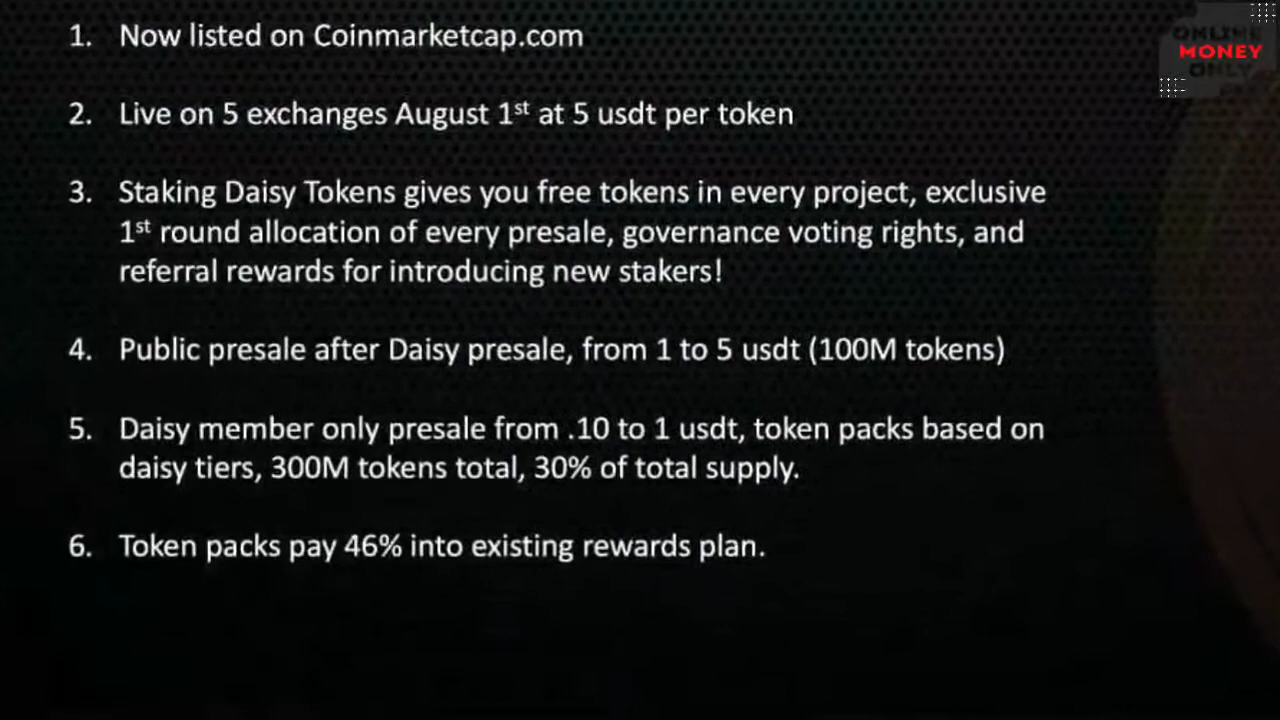 1. Now listed on Coinmarketcap.com
2. Live on 5 exchanges August 1st at 5 usdt per token
3. Staking Daisy Tokens gives you free tokens in every project, exclusive
1st round allocation of every presale, governance voting rights, and
referral rewards for introducing new stakers!
4. Public presale after Daisy presale, from 1 to 5 usdt (100M tokens)
5. Daisy member only presale from .10 to 1 usdt, token packs based on
daisy tiers, 300M tokens total, 30% of total supply.
6. Token packs pay 46% into existing rewards plan.
ONLINE
MONEY
ONLY